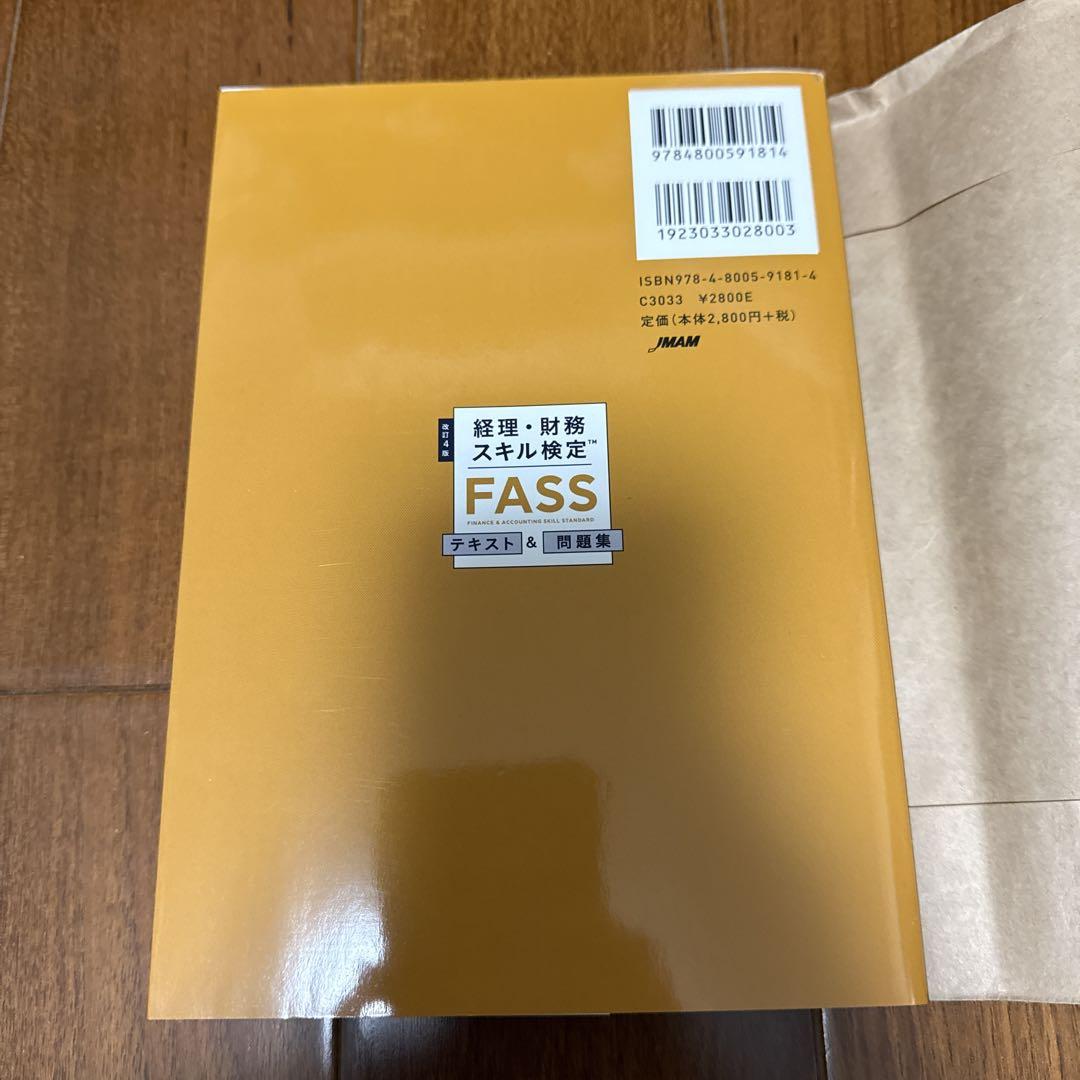 9784800591814
1923033028003
ISBN978-4-8005-9181-4
C3033 ¥2800E
定価(本体2,800円+税)
JMAM
改訂4版
経理・財務
スキル検定™
FASS
FINANCE & ACCOUNTING SKILL STANDARD
テキスト & 問題集